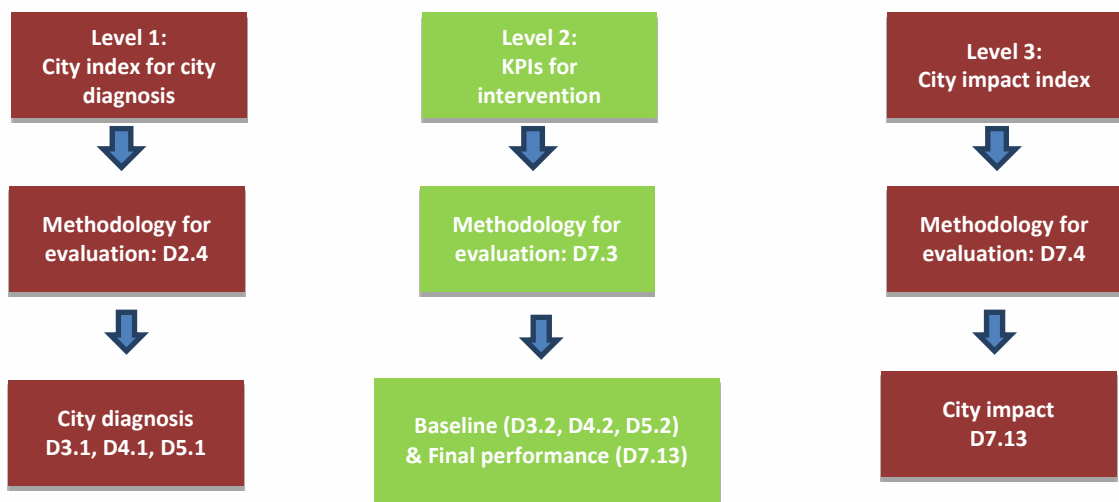 Level 1:
City index for city
diagnosis
Level 2:
KPIs for
intervention
Level 3:
City impact index
Methodology for
evaluation: D2.4
Methodology for
evaluation: D7.3
Methodology for
evaluation: D7.4
City diagnosis
D3.1, D4.1, D5.1
Baseline (D3.2, D4.2, D5.2)
& Final performance (D7.13)
City impact
D7.13